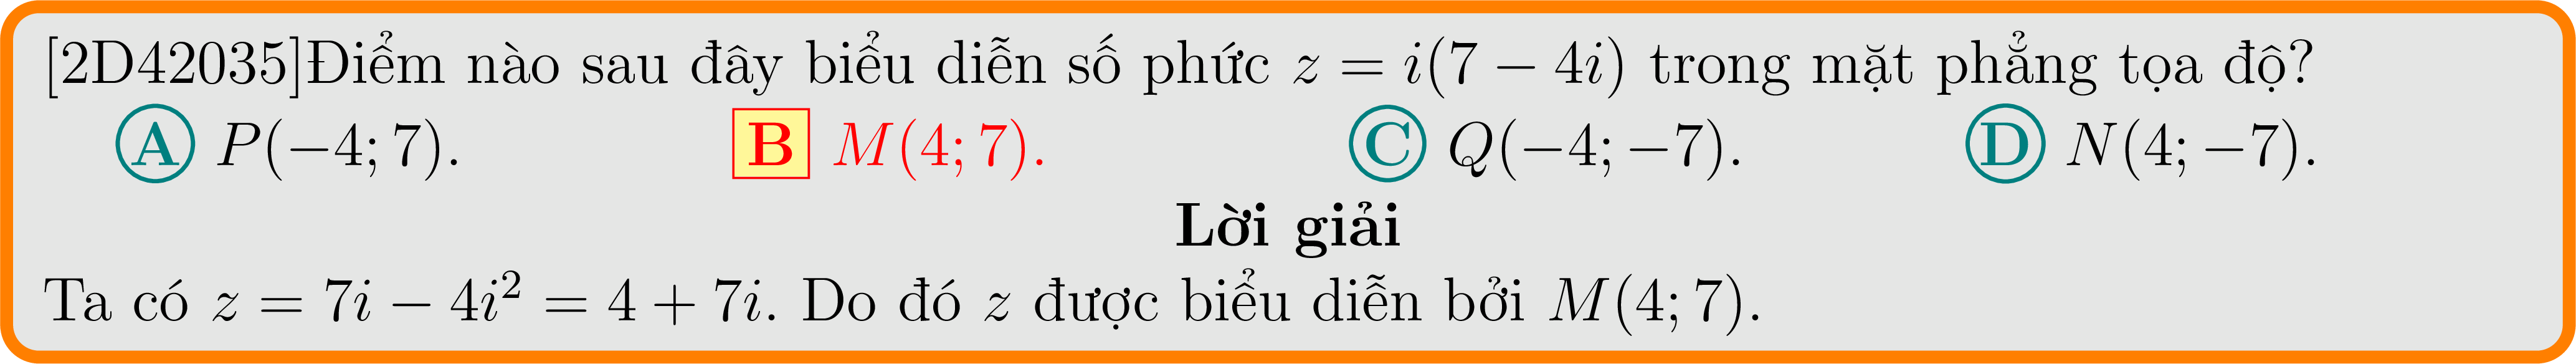 [2D42035]Điểm nào sau đây biểu diễn số phức z = i(7 − 4i) trong mặt phẳng tọa độ?
A P(−4; 7). B M(4; 7). C Q(−4; −7). D N(4; −7).
Lời giải
Ta có z = 7i − 4i² = 4 + 7i. Do đó z được biểu diễn bởi M(4; 7).